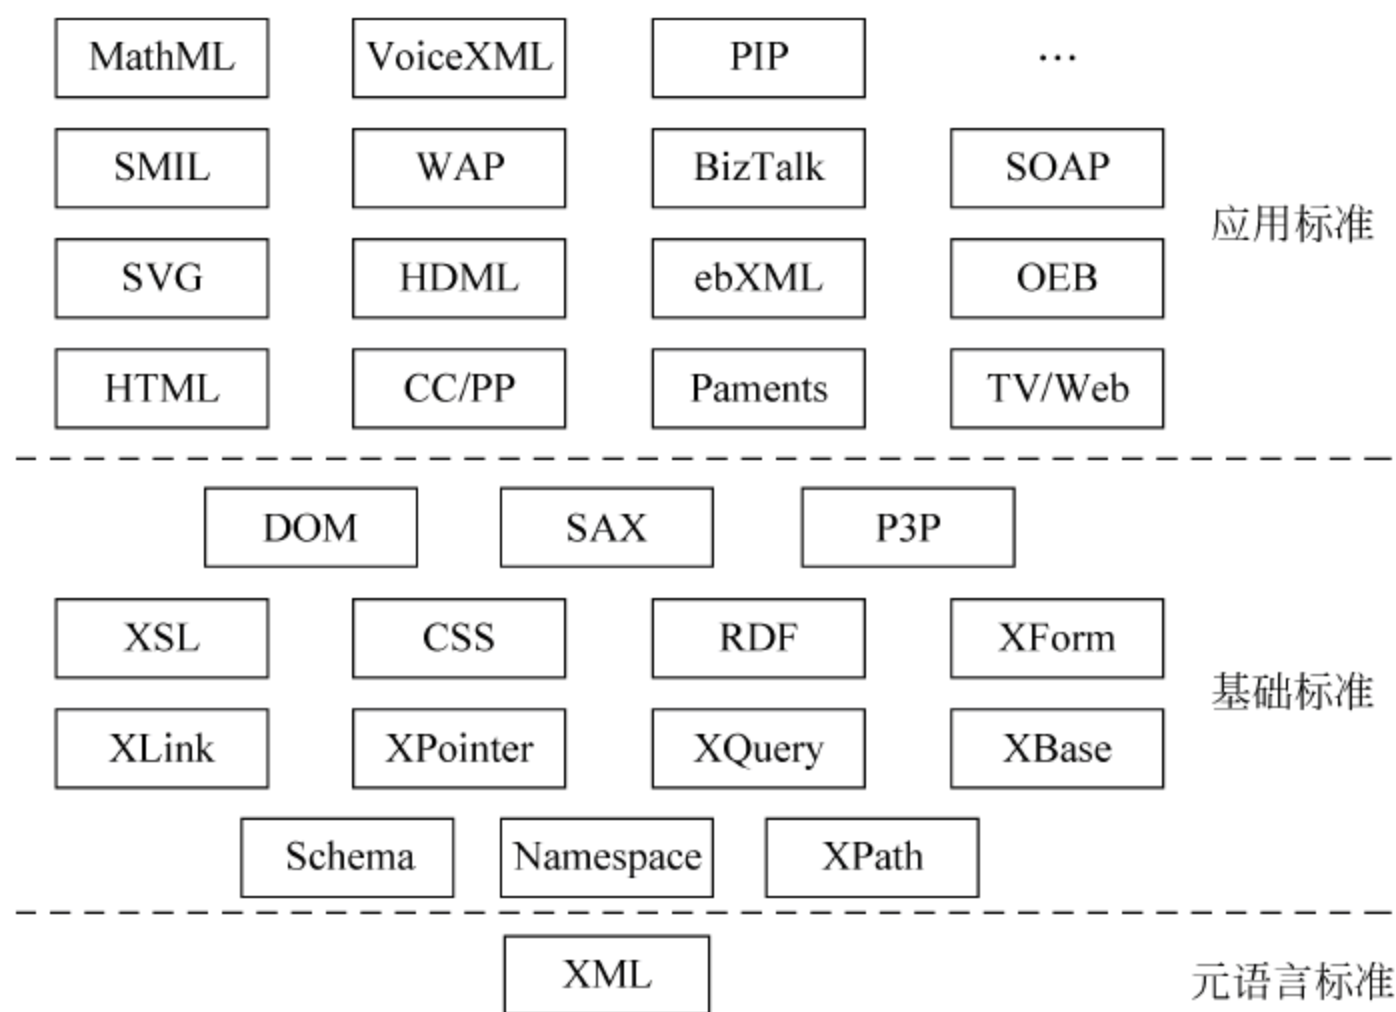 MathML VoiceXML PIP …
SMIL WAP BizTalk SOAP
应用标准
SVG HDML ebXML OEB
HTML CC/PP Paments TV/Web
DOM SAX P3P
XSL CSS RDF XForm
基础标准
XLink XPointer XQuery XBase
Schema Namespace XPath
XML 元语言标准